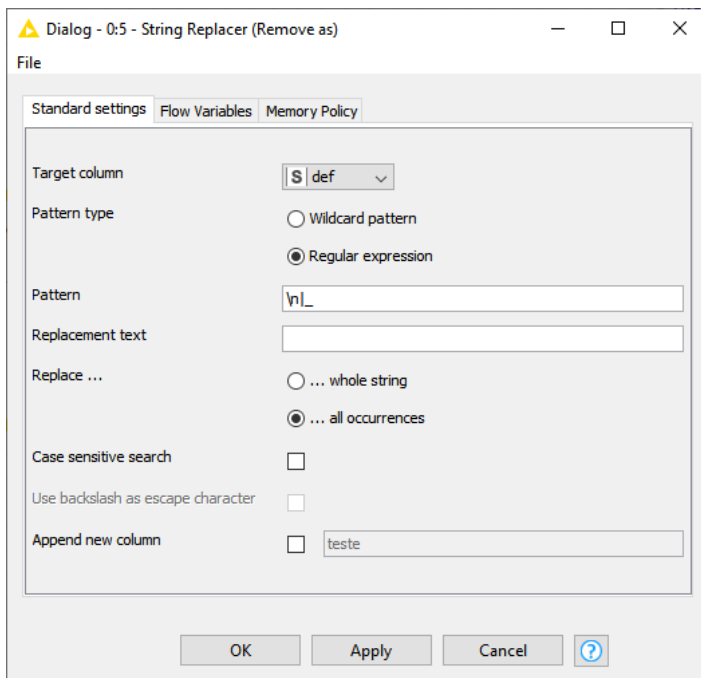 Dialog - 0:5 - String Replacer (Remove as)
File
Standard settings Flow Variables Memory Policy
Target column S def
Pattern type Wildcard pattern
Regular expression
Pattern \n|_
Replacement text
Replace ... ... whole string
... all occurrences
Case sensitive search
Use backslash as escape character
Append new column teste
OK Apply Cancel ?